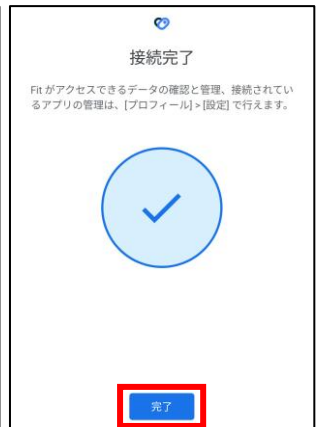 接続完了
Fit がアクセスできるデータの確認と管理、接続されてい
るアプリの管理は、[プロフィール] > [設定] で行えます。
完了